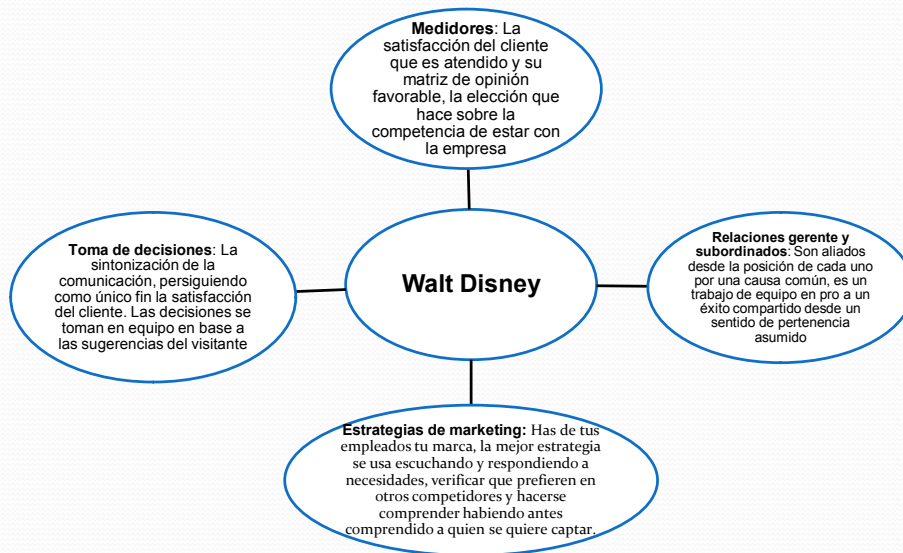 Medidores: La
satisfacción del cliente
que es atendido y su
matriz de opinión
favorable, la elección que
hace sobre la
competencia de estar con
la empresa
Toma de decisiones: La
sintonización de la
comunicación, persiguiendo
como único fin la satisfacción
del cliente. Las decisiones se
toman en equipo en base a
las sugerencias del visitante
Walt Disney
Relaciones gerente y
subordinados: Son aliados
desde la posición de cada uno
por una causa común, es un
trabajo de equipo en pro a un
éxito compartido desde un
sentido de pertenencia
asumido
Estrategias de marketing: Has de tus
empleados tu marca, la mejor estrategia
se usa escuchando y respondiendo a
necesidades, verificar que prefieren en
otros competidores y hacerse
comprender habiendo antes
comprendido a quien se quiere captar.